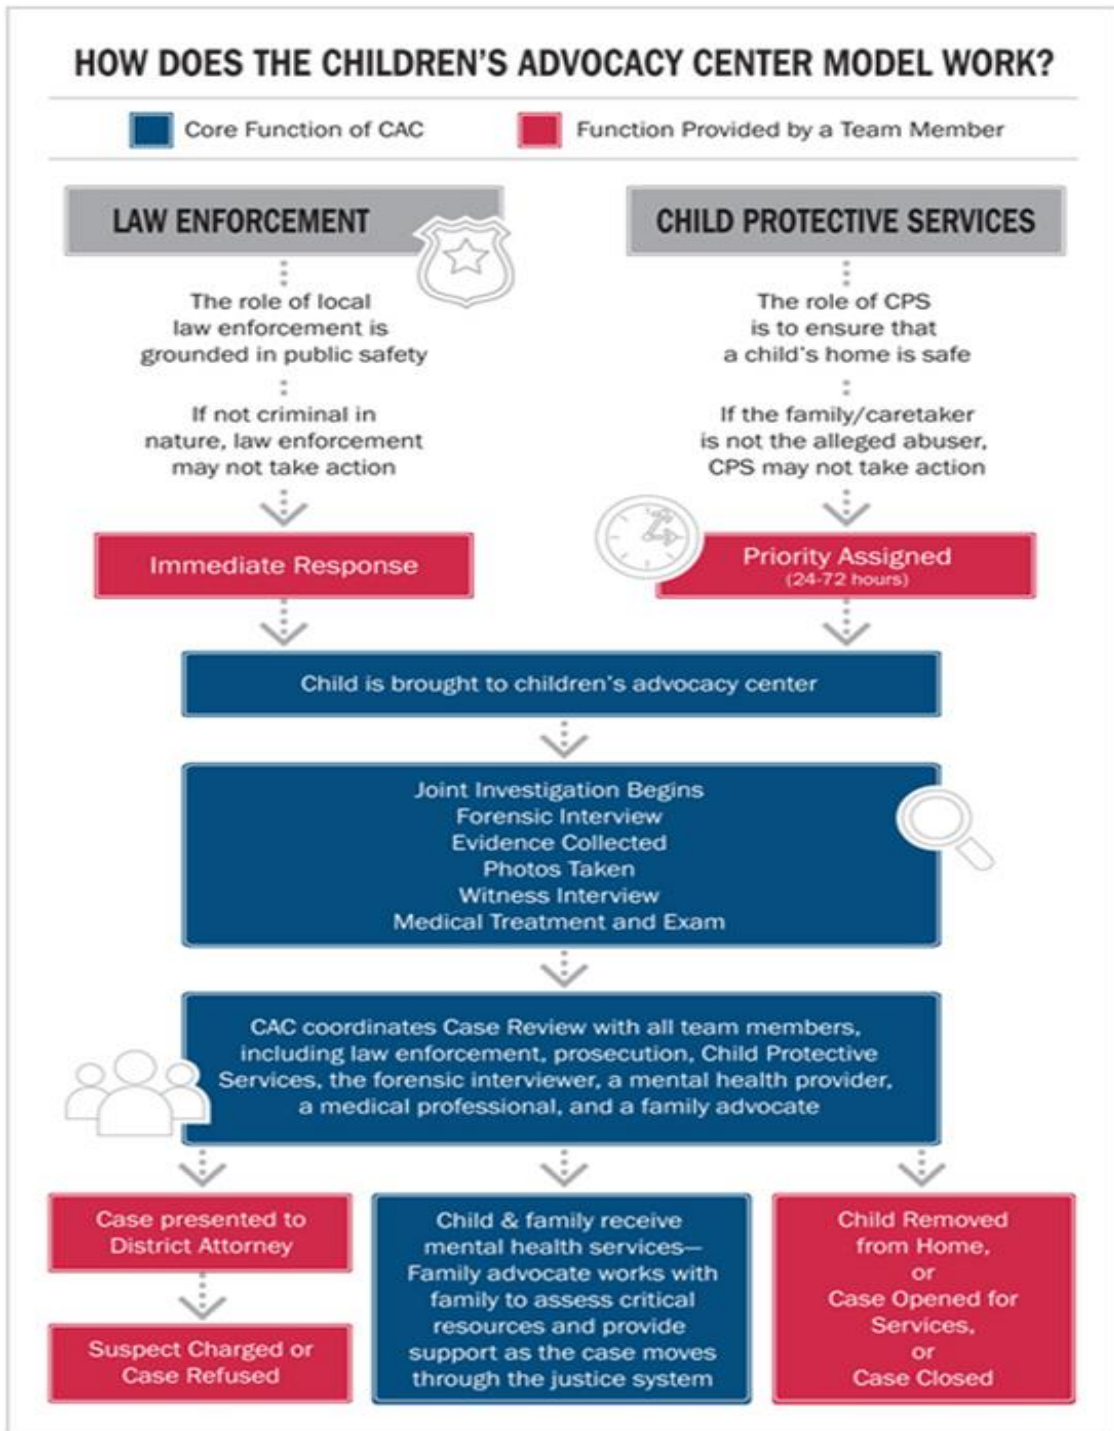 HOW DOES THE CHILDREN'S ADVOCACY CENTER MODEL WORK?
Core Function of CAC
Function Provided by a Team Member
LAW ENFORCEMENT
The role of local
law enforcement is
grounded in public safety
If not criminal in
nature, law enforcement
may not take action
Immediate Response
CHILD PROTECTIVE SERVICES
The role of CPS
is to ensure that
a child's home is safe
If the family/caretaker
is not the alleged abuser,
CPS may not take action
Priority Assigned
(24-72 hours)
Child is brought to children's advocacy center
Joint Investigation Begins
Forensic Interview
Evidence Collected
Photos Taken
Witness Interview
Medical Treatment and Exam
CAC coordinates Case Review with all team members,
including law enforcement, prosecution, Child Protective
Services, the forensic interviewer, a mental health provider,
a medical professional, and a family advocate
Case presented to
District Attorney
Suspect Charged or
Case Refused
Child & family receive
mental health services—
Family advocate works with
family to assess critical
resources and provide
support as the case moves
through the justice system
Child Removed
from Home,
or
Case Opened for
Services,
or
Case Closed